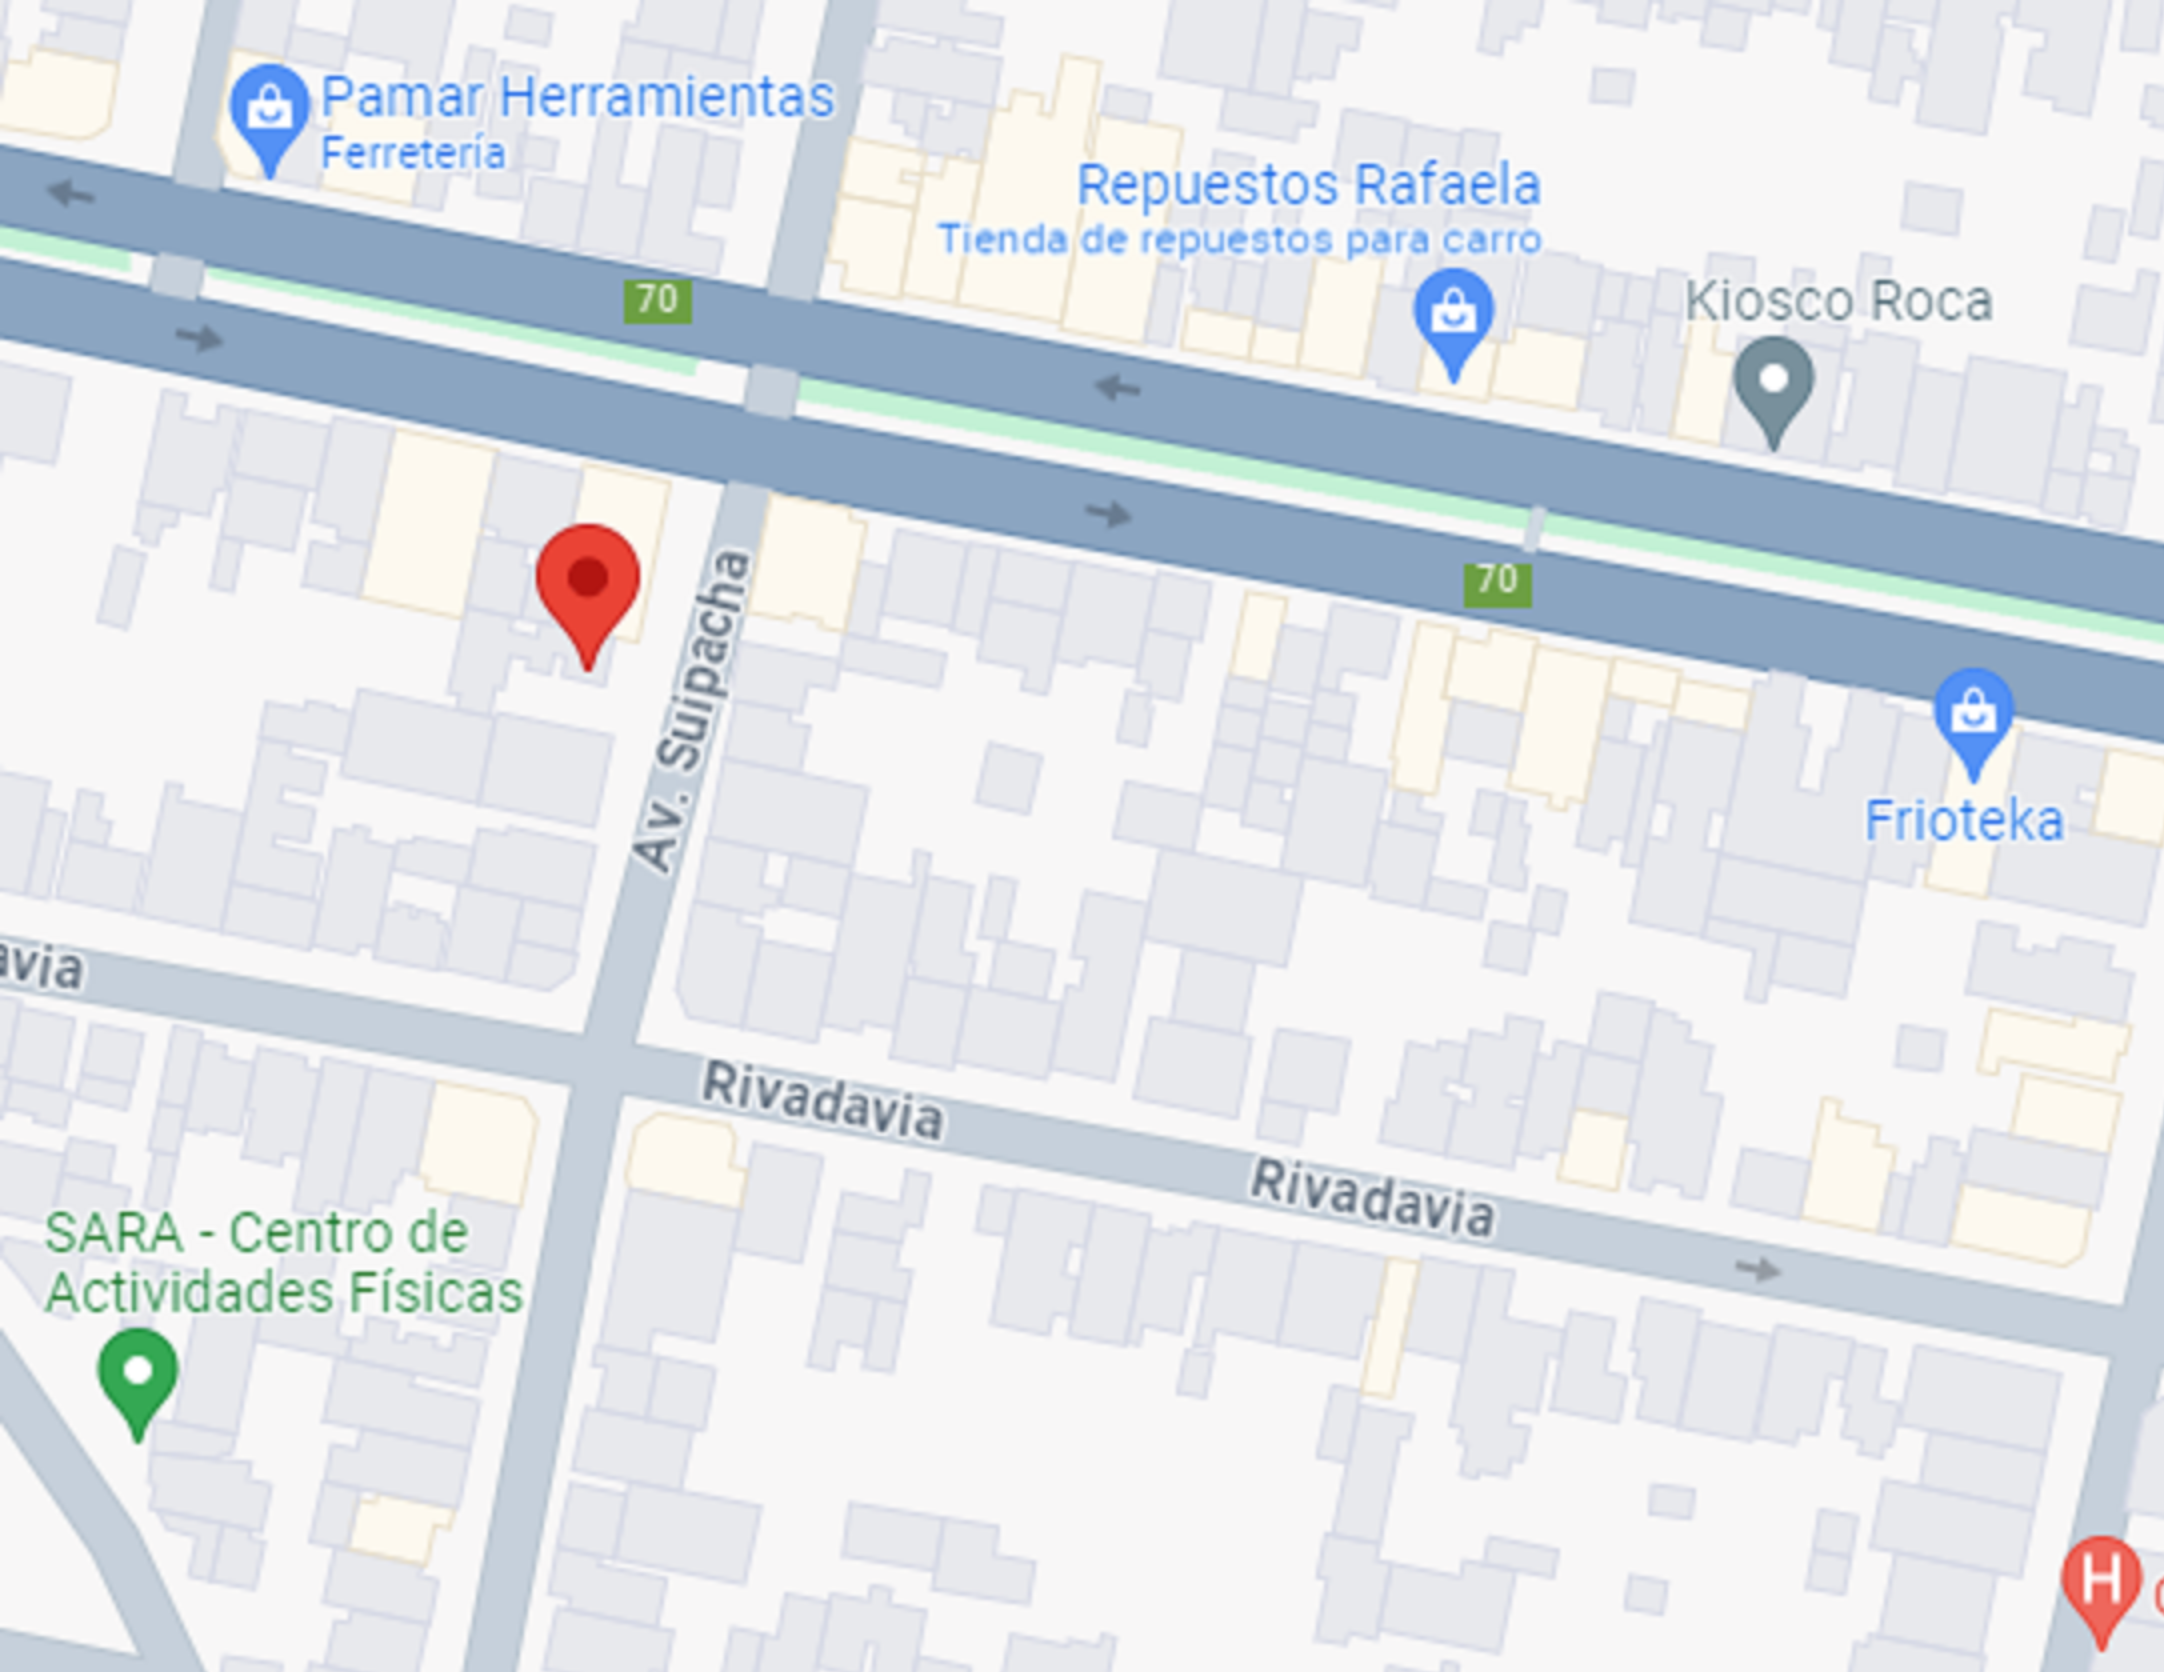 Pamar Herramientas
Ferretería
Repuestos Rafaela
Tienda de repuestos para carro
70
Kiosco Roca
Av. Suipacha
70
Frioteka
avia
Rivadavia
Rivadavia
SARA - Centro de
Actividades Físicas
H